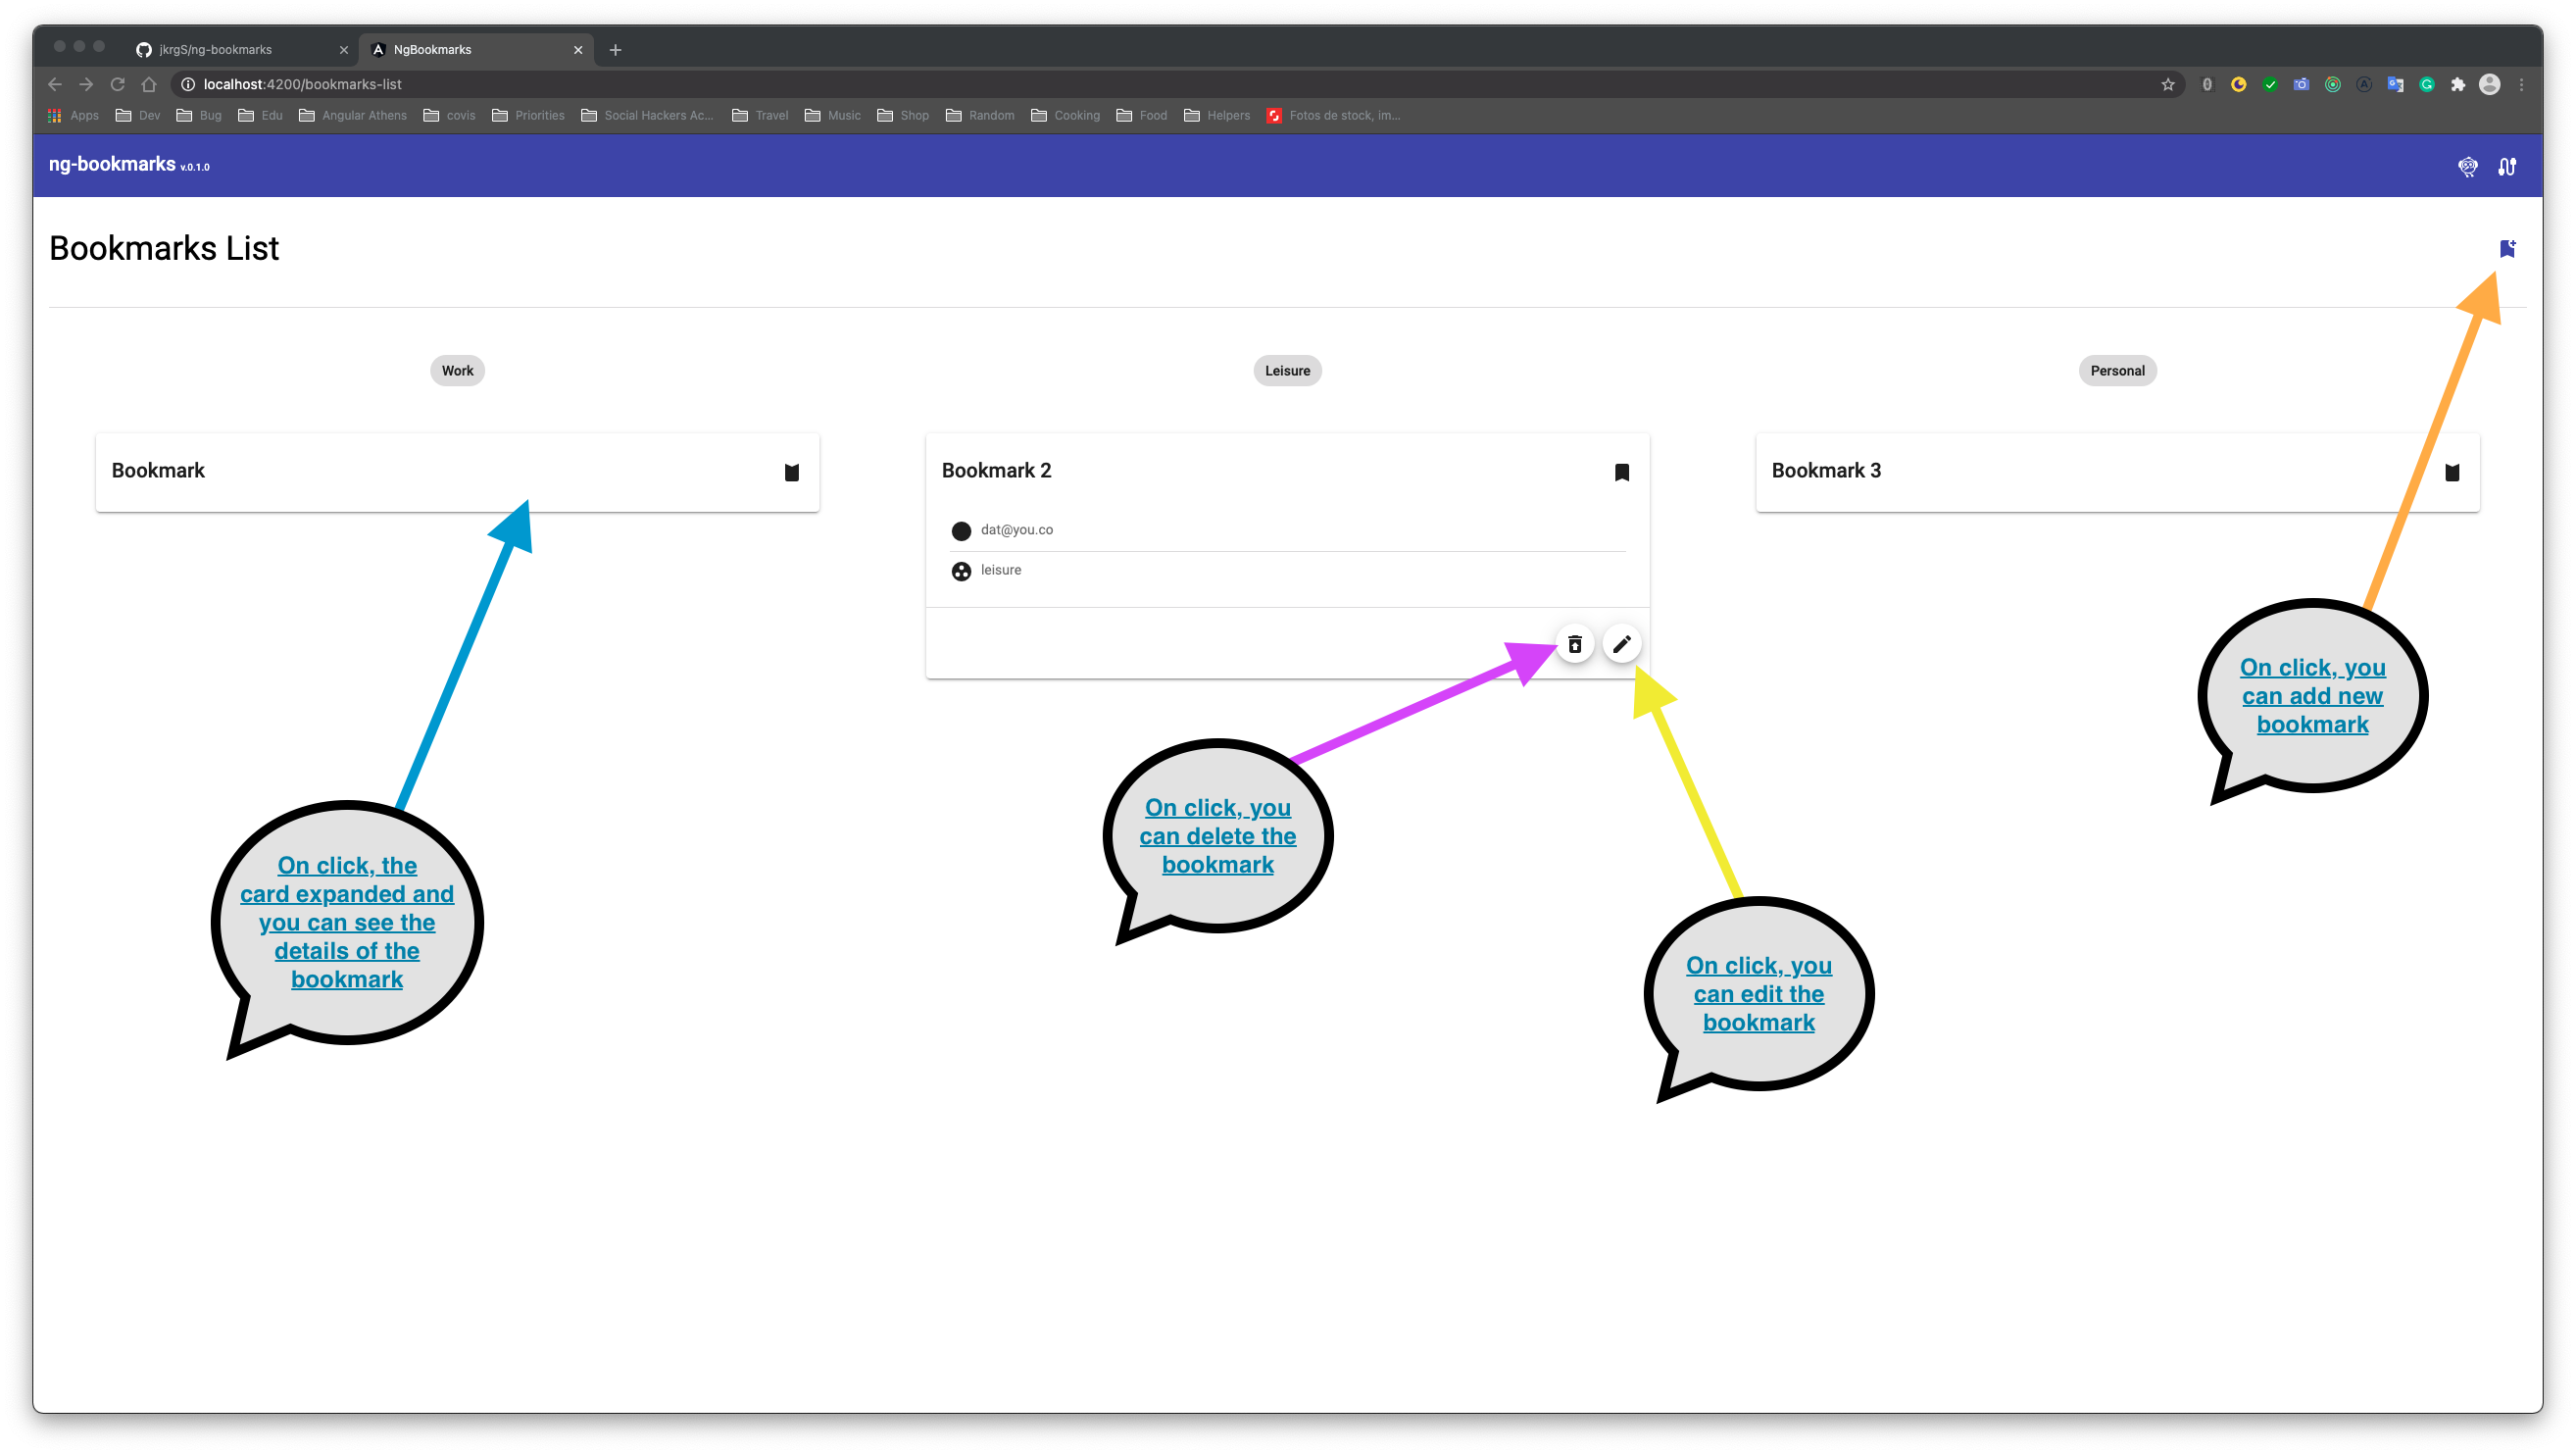 jkrgS/ng-bookmarks
NgBookmarks
localhost:4200/bookmarks-list
Apps Dev Bug Edu Angular Athens covis Priorities Social Hackers Ac... Travel Music Shop Random Cooking Food Helpers Fotos de stock, im...
ng-bookmarks v.0.1.0
Bookmarks List
Work Leisure Personal
Bookmark
Bookmark 2
Bookmark 3
dat@you.co
leisure
On click, you
can add new
bookmark
On click, you
can delete the
bookmark
On click, the
card expanded and
you can see the
details of the
bookmark
On click, you
can edit the
bookmark